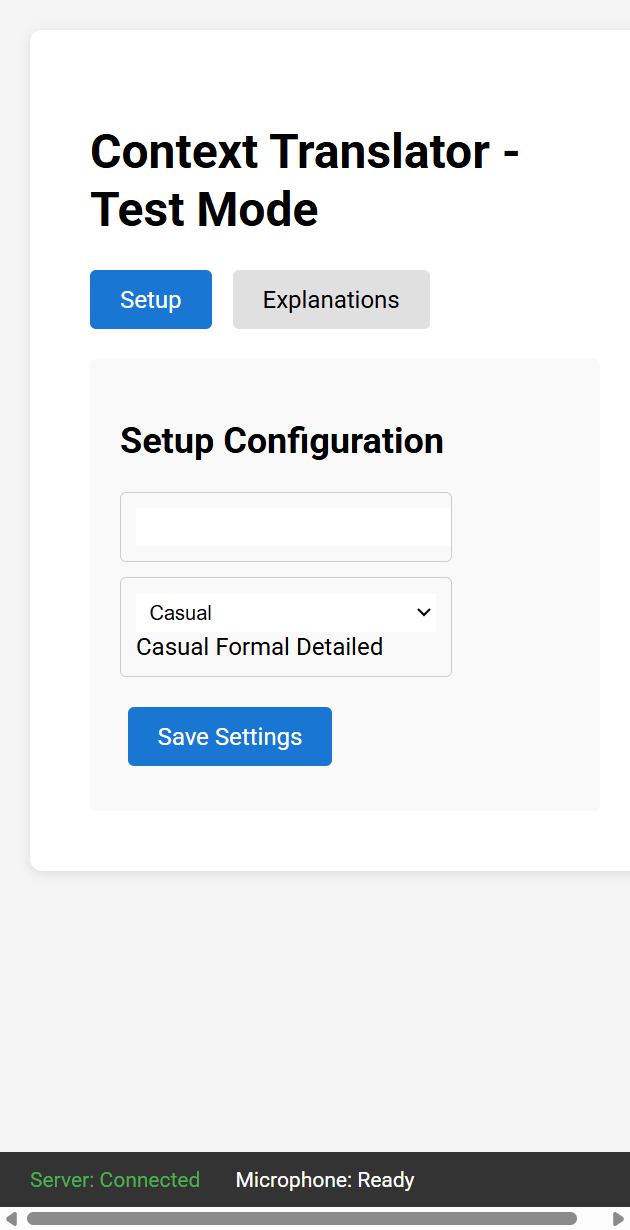 Context Translator -
Test Mode
Setup
Explanations
Setup Configuration
Casual
Casual Formal Detailed
Save Settings
Server: Connected
Microphone: Ready